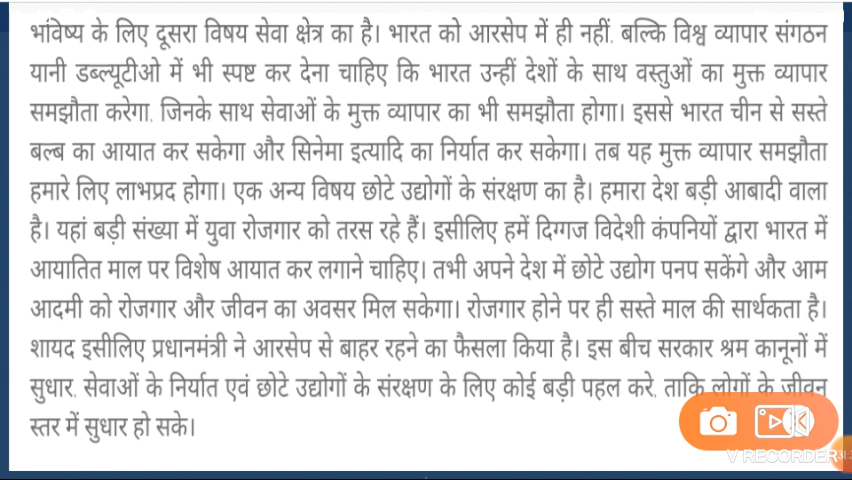 भविष्य के लिए दूसरा विषय सेवा क्षेत्र का है। भारत को आरसेप में ही नहीं, बल्कि विश्व व्यापार संगठन
यानी डब्ल्यूटीओ में भी स्पष्ट कर देना चाहिए कि भारत उन्हीं देशों के साथ वस्तुओं का मुक्त व्यापार
समझौता करेगा, जिनके साथ सेवाओं के मुक्त व्यापार का भी समझौता होगा। इससे भारत चीन से सस्ते
बल्ब का आयात कर सकेगा और सिनेमा इत्यादि का निर्यात कर सकेगा। तब यह मुक्त व्यापार समझौता
हमारे लिए लाभप्रद होगा। एक अन्य विषय छोटे उद्योगों के संरक्षण का है। हमारा देश बड़ी आबादी वाला
है। यहां बड़ी संख्या में युवा रोजगार को तरस रहे हैं। इसीलिए हमें दिग्गज विदेशी कंपनियों द्वारा भारत में
आयातित माल पर विशेष आयात कर लगाने चाहिए। तभी अपने देश में छोटे उद्योग पनप सकेंगे और आम
आदमी को रोजगार और जीवन का अवसर मिल सकेगा। रोजगार होने पर ही सस्ते माल की सार्थकता है।
शायद इसीलिए प्रधानमंत्री ने आरसेप से बाहर रहने का फैसला किया है। इस बीच सरकार श्रम कानूनों में
सुधार, सेवाओं के निर्यात एवं छोटे उद्योगों के संरक्षण के लिए कोई बड़ी पहल करे, ताकि लोगों के जीवन
स्तर में सुधार हो सके।
V RECORDER